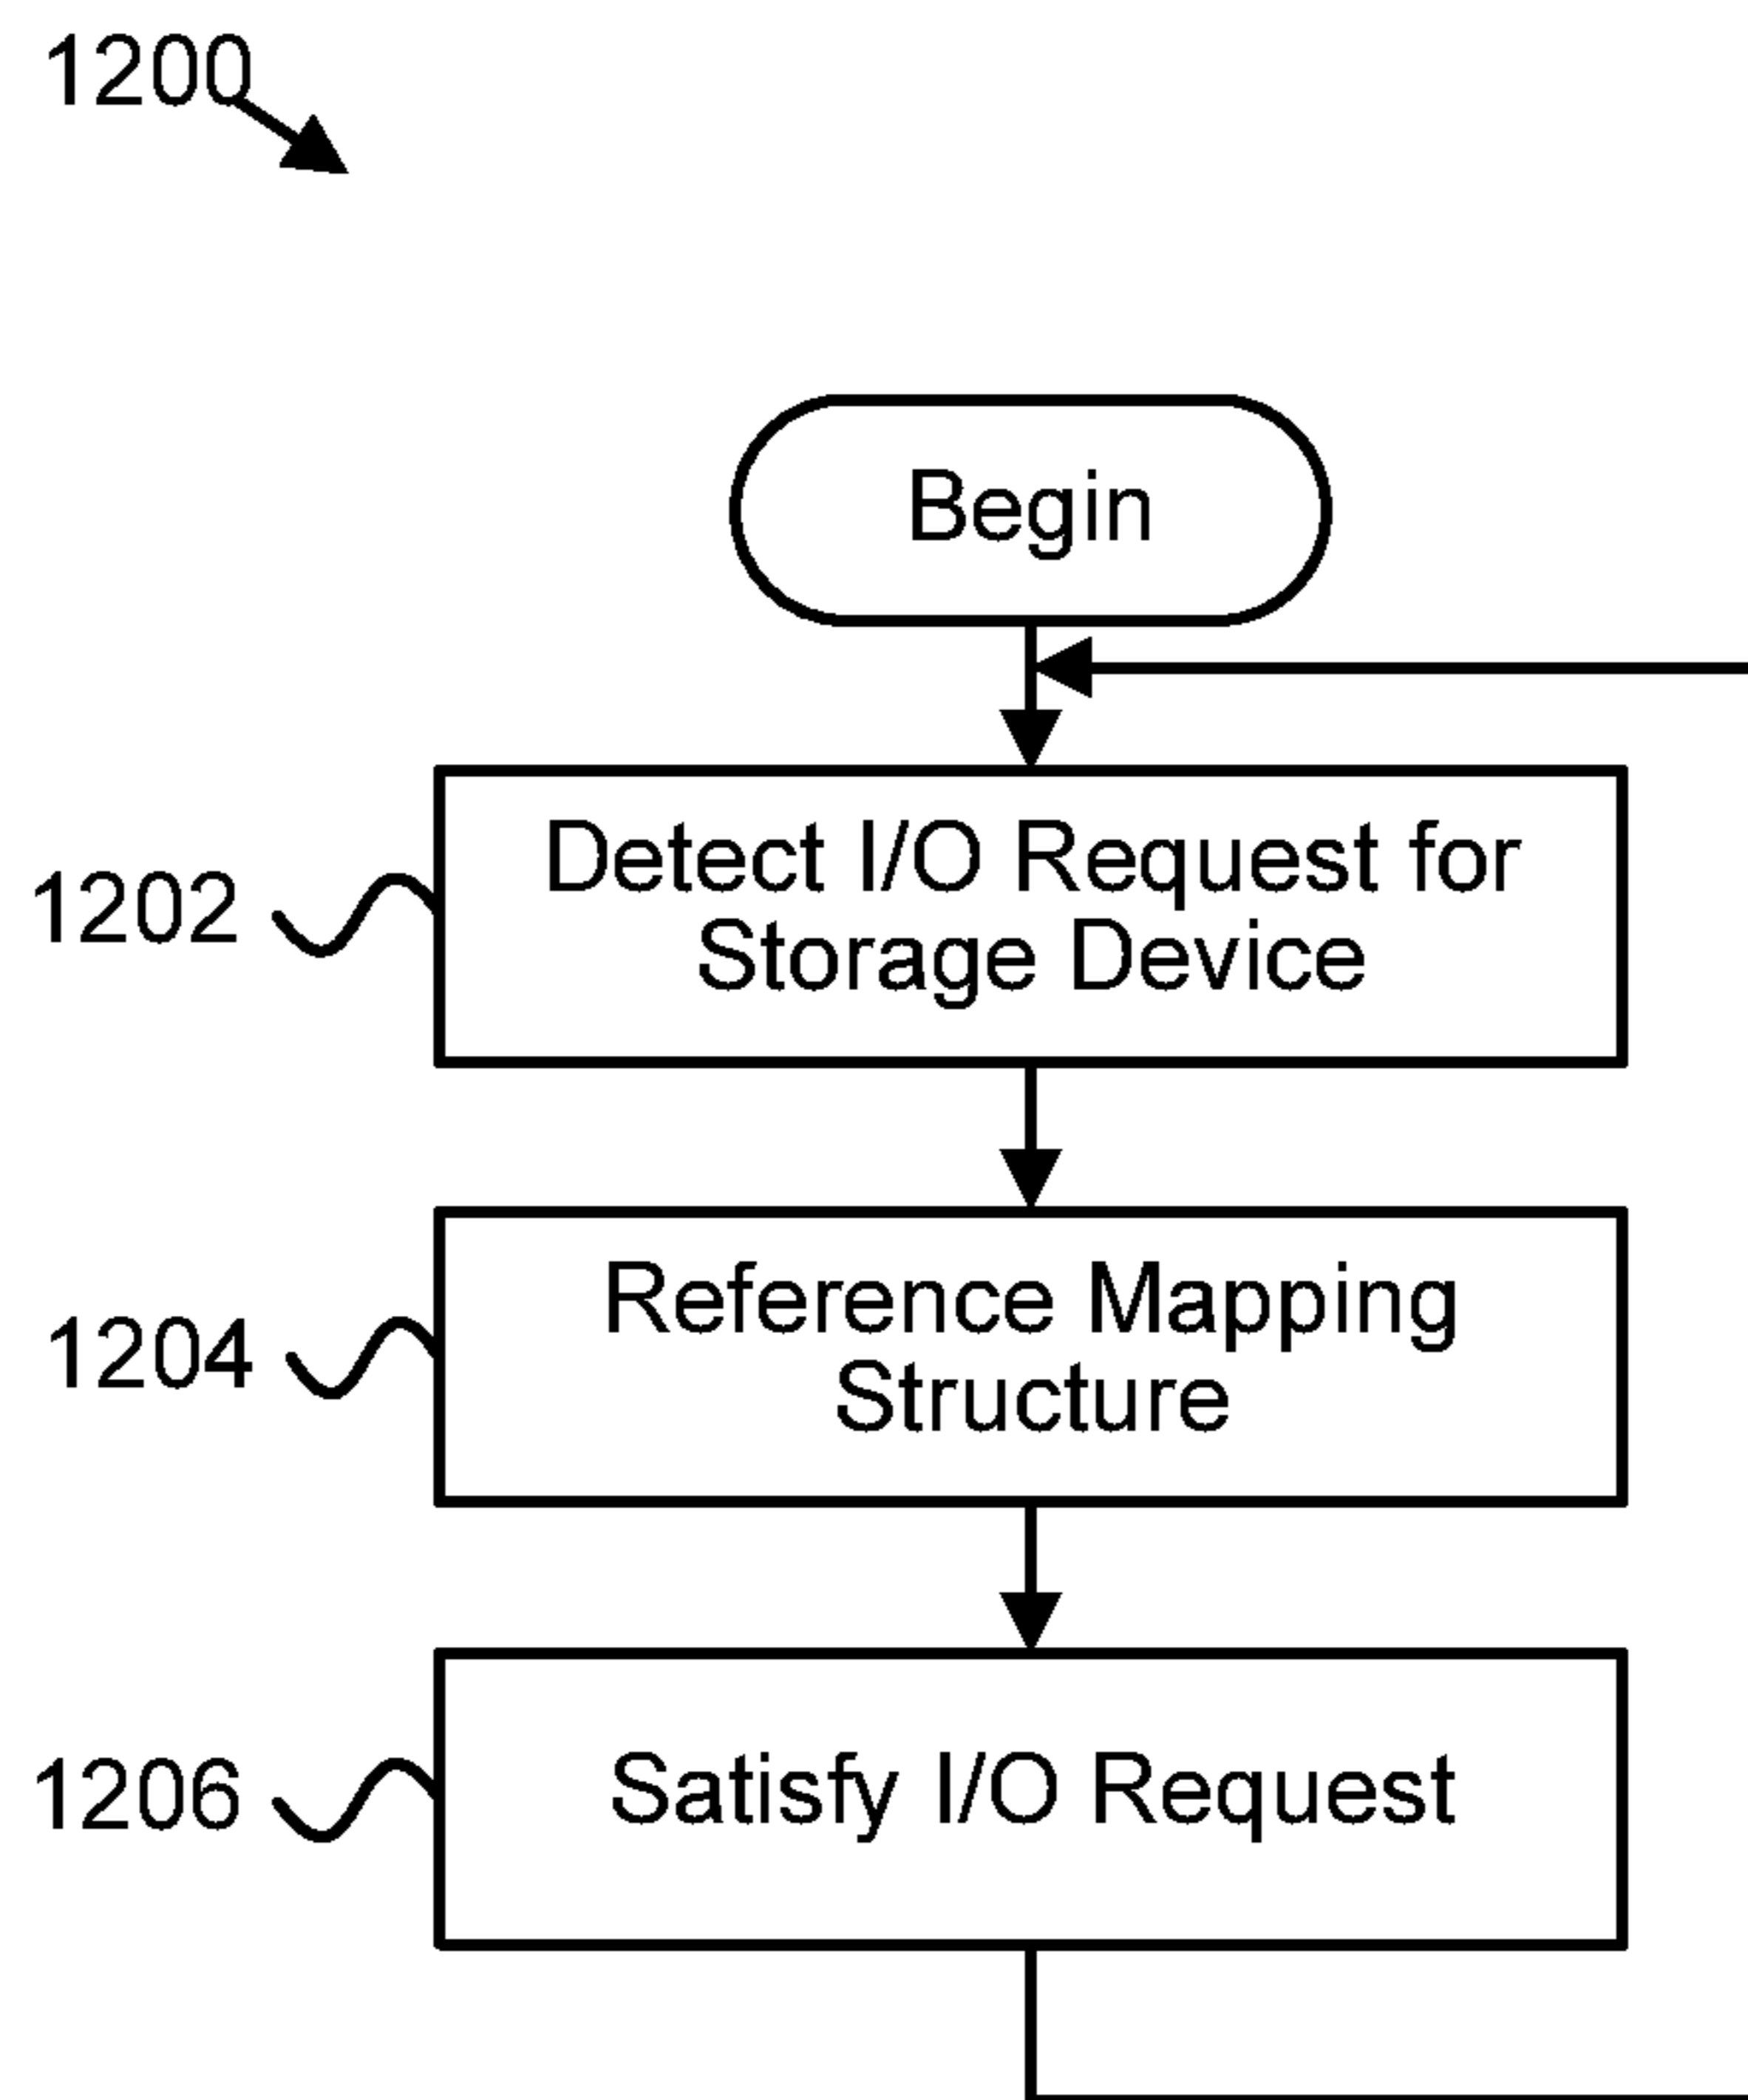 1200
Begin
1202
Detect I/O Request for
Storage Device
1204
Reference Mapping
Structure
1206
Satisfy I/O Request